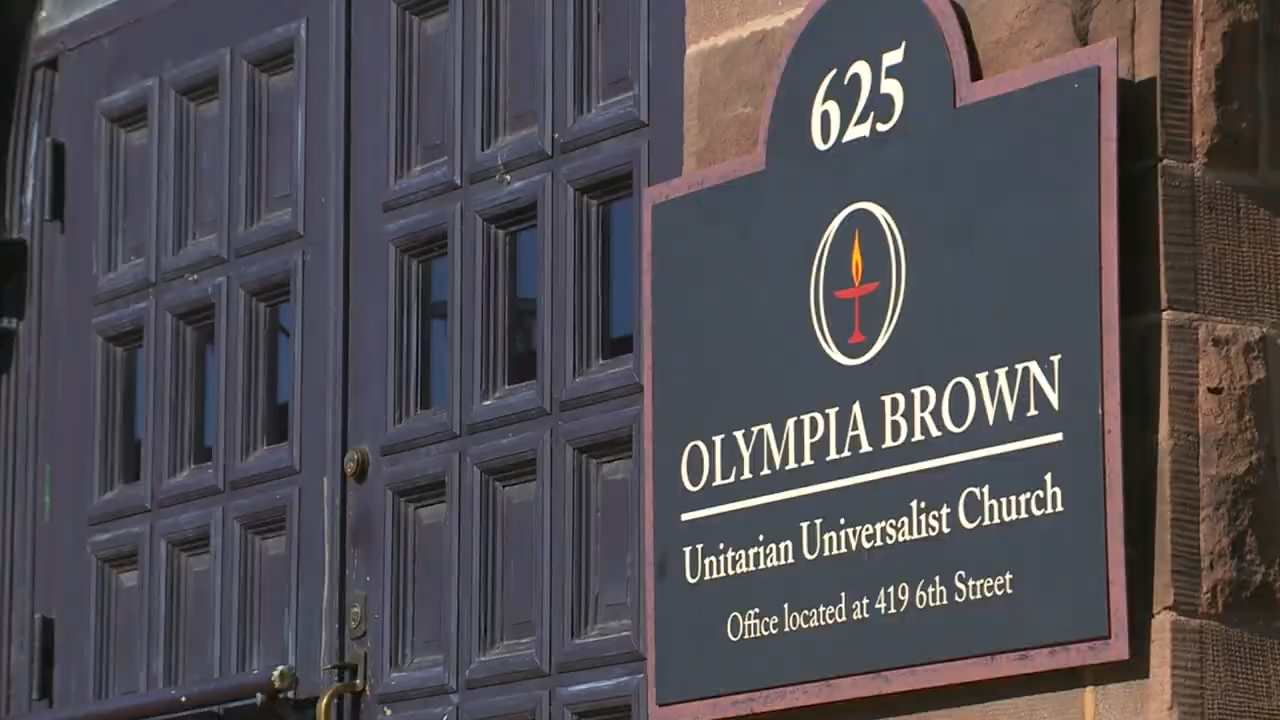 625
OLYMPIA BROWN
Unitarian Universalist Church
Office located at 419 6th Street